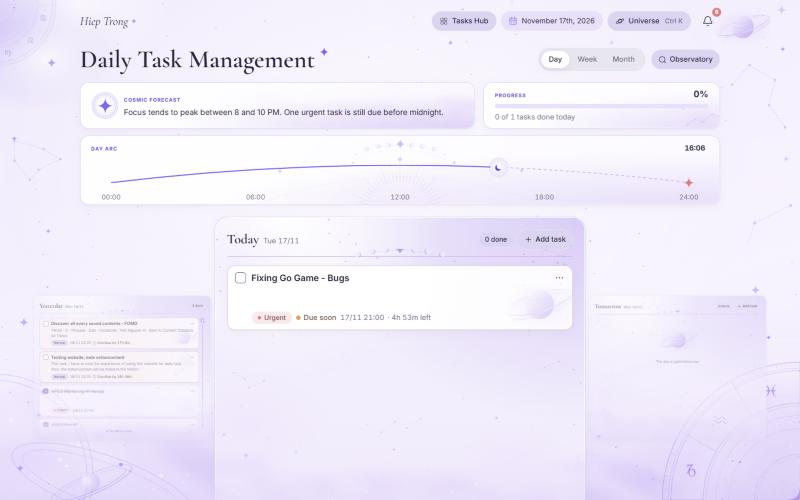 Hiep Trong
Tasks Hub
November 17th, 2026
Universe Ctrl K
6
Daily Task Management
Day Week Month
Observatory
COSMIC FORECAST
Focus tends to peak between 8 and 10 PM. One urgent task is still due before midnight.
PROGRESS 0%
0 of 1 tasks done today
DAY ARC 16:06
00:00 06:00 12:00 18:00 24:00
Today Tue 17/11 0 done + Add task
Fixing Go Game - Bugs
Urgent Due soon 17/11 21:00 · 4h 53m left
Yesterday
Discover all every sound contents - FOMO
Testing website, note enhancement
Tomorrow